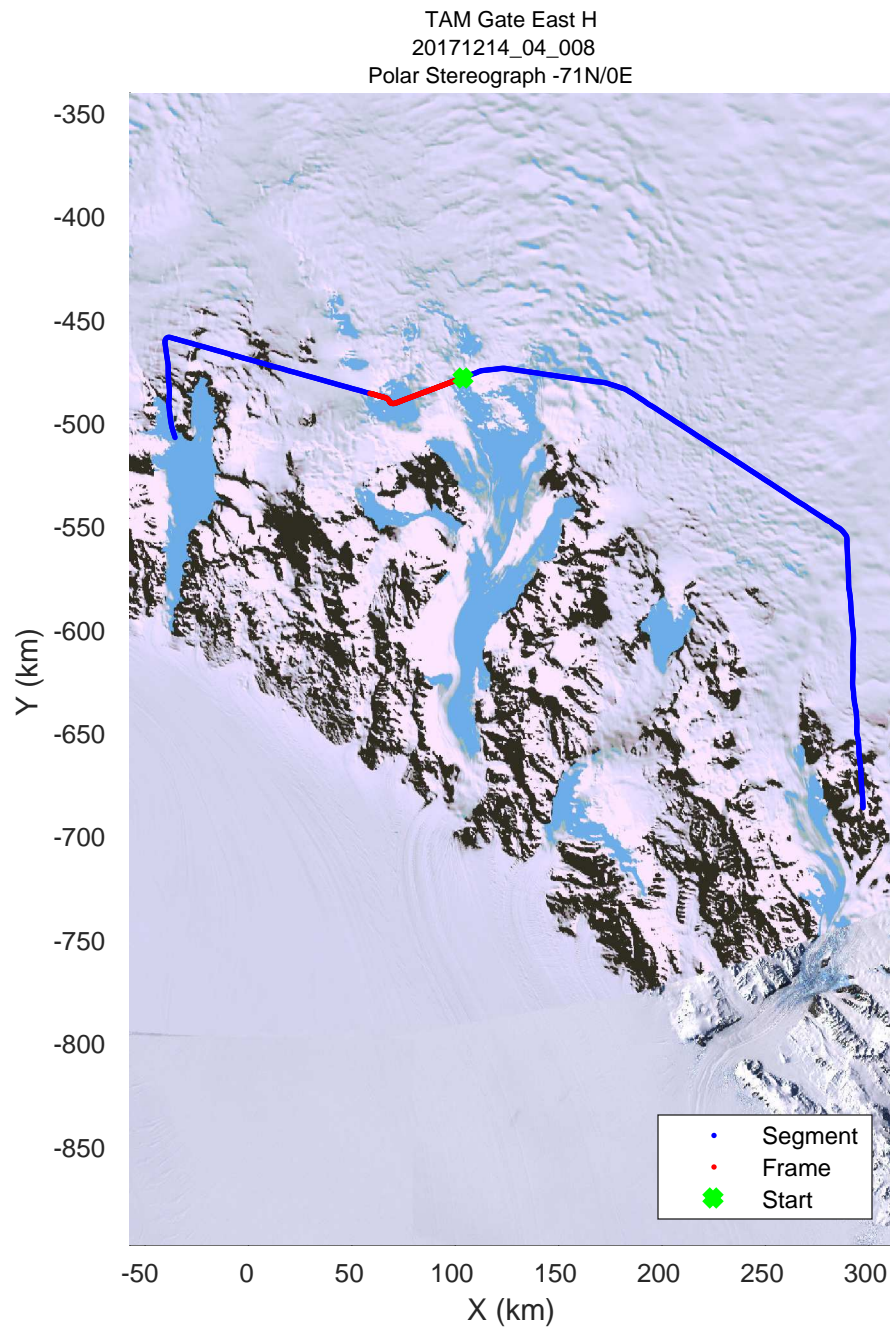 TAM Gate East H
20171214_04_008
Polar Stereograph -71N/0E
-350
-400
-450
-500
-550
-600
-650
-700
-750
-800
-850
Y (km)
-50 0 50 100 150 200 250 300
X (km)
Segment
Frame
Start